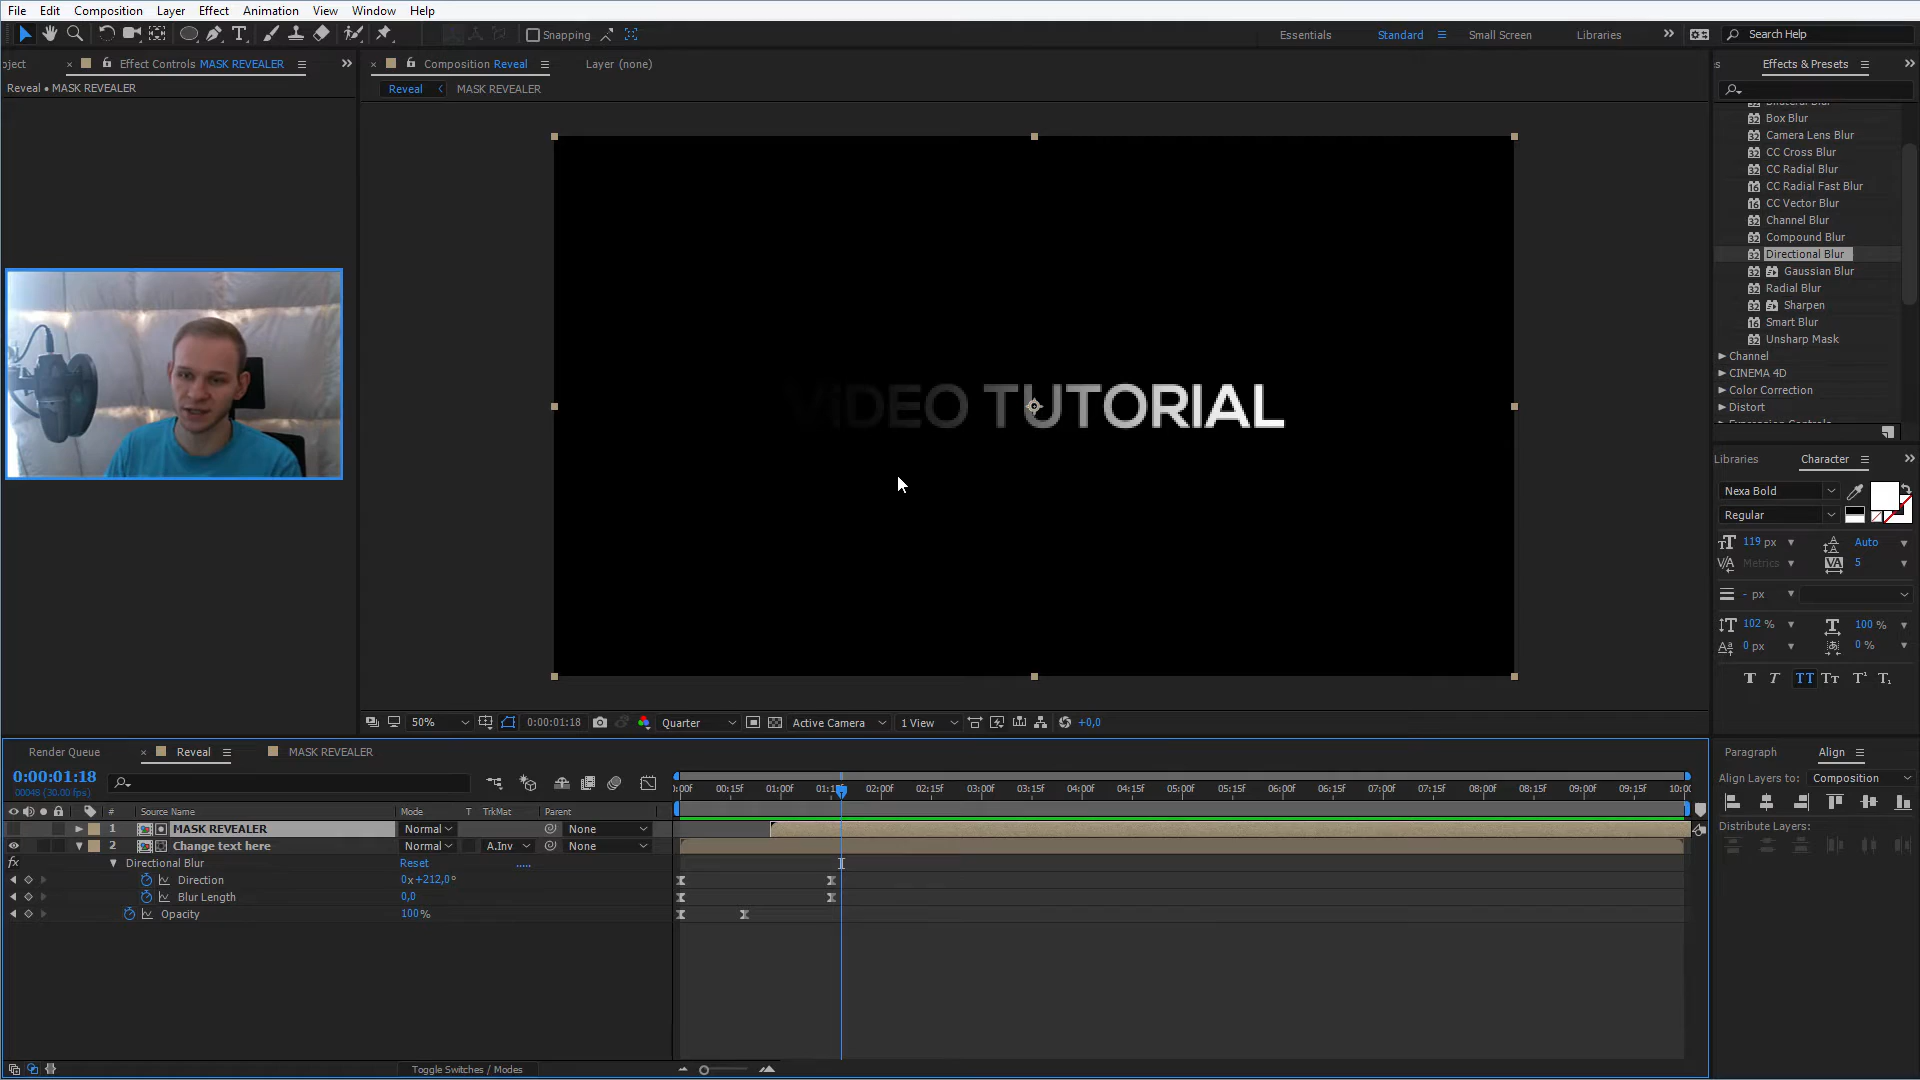 File Edit Composition Layer Effect Animation View Window Help
Snapping Essentials Standard Small Screen Libraries Search Help
oject Effect Controls MASK REVEALER Composition Reveal Layer (none) Effects & Presets
Reveal • MASK REVEALER Reveal MASK REVEALER
Box Blur
Camera Lens Blur
CC Cross Blur
CC Radial Blur
CC Radial Fast Blur
CC Vector Blur
Channel Blur
Compound Blur
Directional Blur
Gaussian Blur
Radial Blur
Sharpen
Smart Blur
Unsharp Mask
Channel
CINEMA 4D
Color Correction
Distort
VIDEO TUTORIAL
Libraries Character
Nexa Bold
Regular
119 px Auto
Metrics 5
- px
102 % 100 %
0 px 0 %
50% 0:00:01:18 Quarter Active Camera 1 View +0,0
Render Queue Reveal MASK REVEALER Paragraph Align
0:00:01:18
00048 (30.00 fps)
Align Layers to: Composition
00:15f 01:00f 02:00f 02:15f 03:00f 03:15f 04:00f 04:15f 05:00f 05:15f 06:00f 06:15f 07:00f 07:15f 08:00f 08:15f 09:00f 09:15f
# Source Name Mode T TrkMat Parent
Distribute Layers:
1 MASK REVEALER Normal None
2 Change text here Normal A.Inv None
fx Directional Blur Reset .....
Direction 0x+212,0°
Blur Length 0,0
Opacity 100%
Toggle Switches / Modes